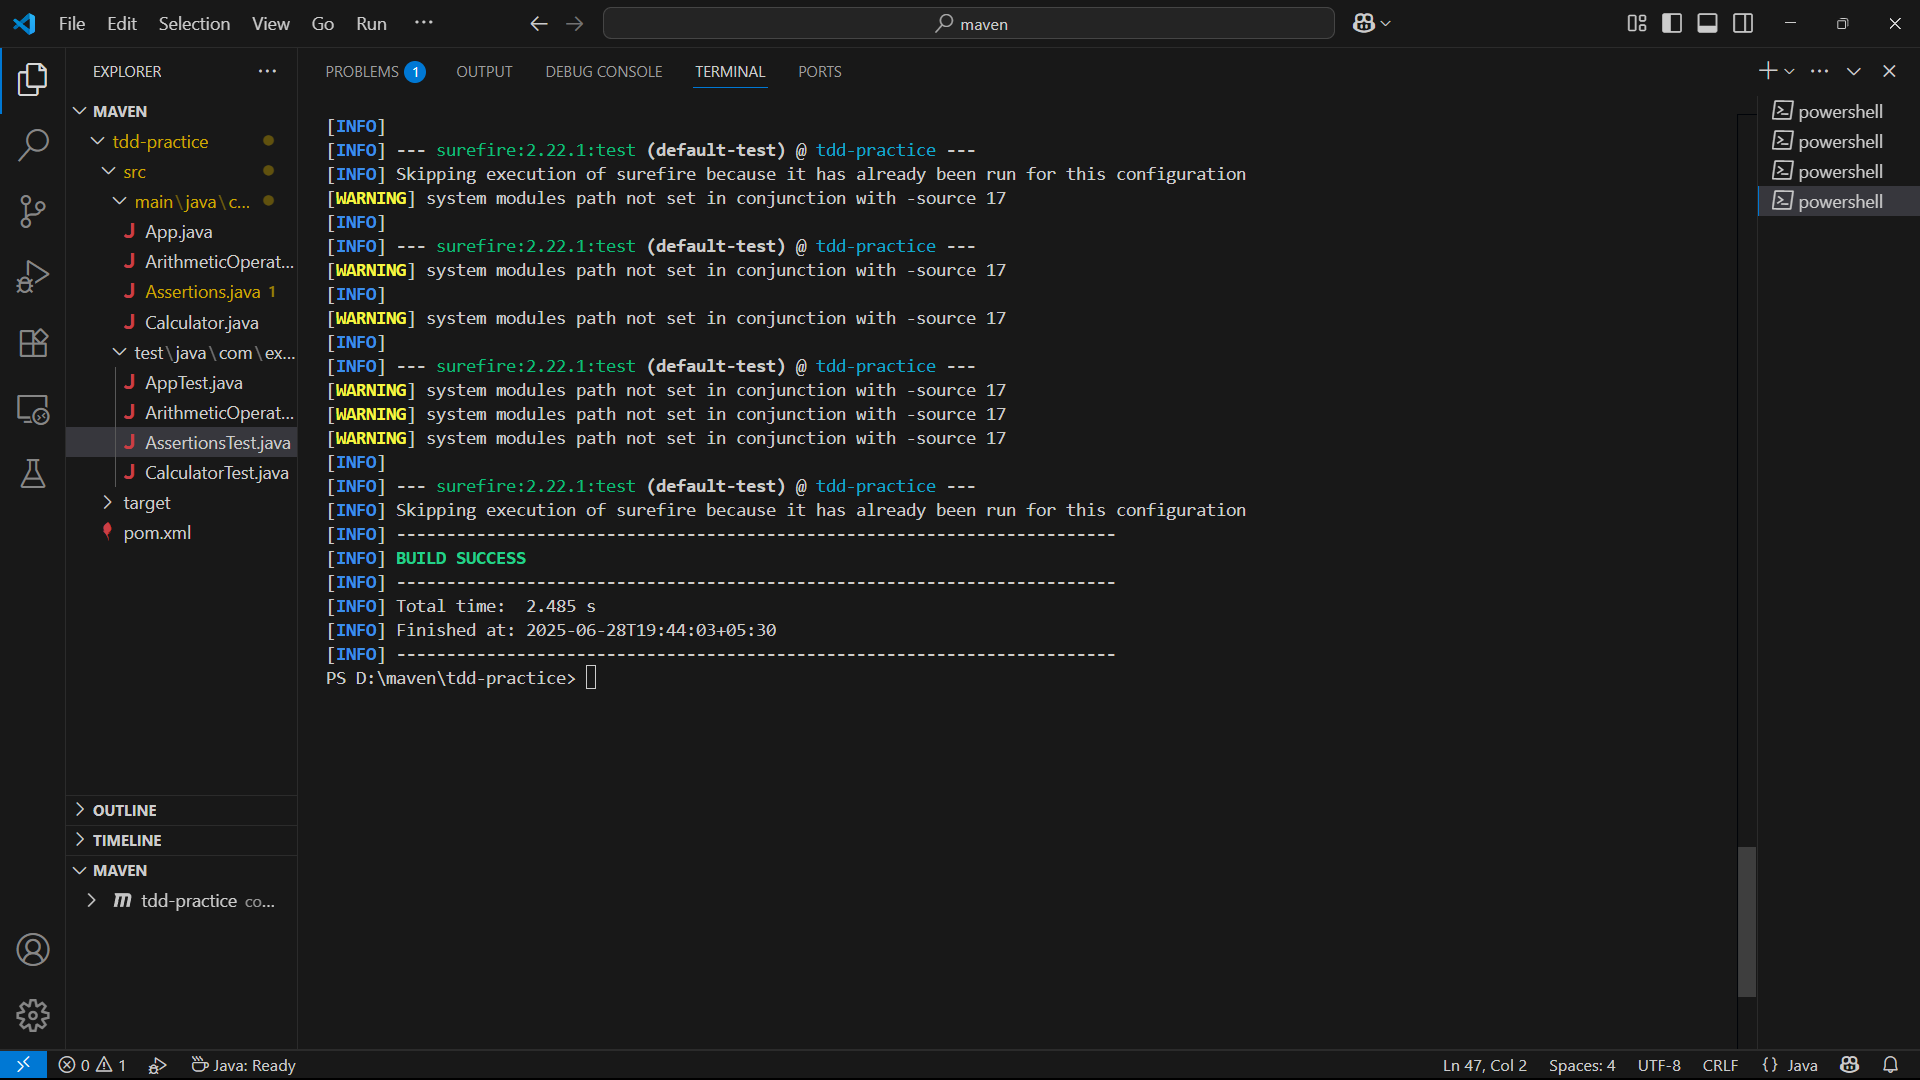 File Edit Selection View Go Run ···
maven
EXPLORER
MAVEN
tdd-practice
src
main\java\c...
App.java
ArithmeticOperat...
Assertions.java 1
Calculator.java
test\java\com\ex...
AppTest.java
ArithmeticOperat...
AssertionsTest.java
CalculatorTest.java
target
pom.xml
OUTLINE
TIMELINE
MAVEN
tdd-practice co...
PROBLEMS 1 OUTPUT DEBUG CONSOLE TERMINAL PORTS
[INFO]
[INFO] --- surefire:2.22.1:test (default-test) @ tdd-practice ---
[INFO] Skipping execution of surefire because it has already been run for this configuration
[WARNING] system modules path not set in conjunction with -source 17
[INFO]
[INFO] --- surefire:2.22.1:test (default-test) @ tdd-practice ---
[WARNING] system modules path not set in conjunction with -source 17
[INFO]
[WARNING] system modules path not set in conjunction with -source 17
[INFO]
[INFO] --- surefire:2.22.1:test (default-test) @ tdd-practice ---
[WARNING] system modules path not set in conjunction with -source 17
[WARNING] system modules path not set in conjunction with -source 17
[WARNING] system modules path not set in conjunction with -source 17
[INFO]
[INFO] --- surefire:2.22.1:test (default-test) @ tdd-practice ---
[INFO] Skipping execution of surefire because it has already been run for this configuration
[INFO] ------------------------------------------------------------------------
[INFO] BUILD SUCCESS
[INFO] ------------------------------------------------------------------------
[INFO] Total time:  2.485 s
[INFO] Finished at: 2025-06-28T19:44:03+05:30
[INFO] ------------------------------------------------------------------------
PS D:\maven\tdd-practice>
powershell
powershell
powershell
powershell
0 1 Java: Ready Ln 47, Col 2 Spaces: 4 UTF-8 CRLF {} Java